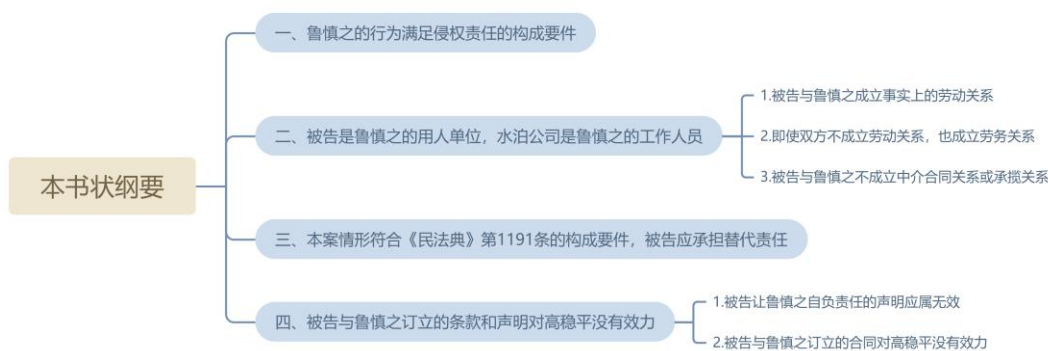 本书状纲要
一、鲁慎之的行为满足侵权责任的构成要件
二、被告是鲁慎之的用人单位，水泊公司是鲁慎之的工作人员
1.被告与鲁慎之成立事实上的劳动关系
2.即使双方不成立劳动关系，也成立劳务关系
3.被告与鲁慎之不成立中介合同关系或承揽关系
三、本案情形符合《民法典》第1191条的构成要件，被告应承担替代责任
四、被告与鲁慎之订立的条款和声明对高稳平没有效力
1.被告让鲁慎之自负责任的声明应属无效
2.被告与鲁慎之订立的合同对高稳平没有效力